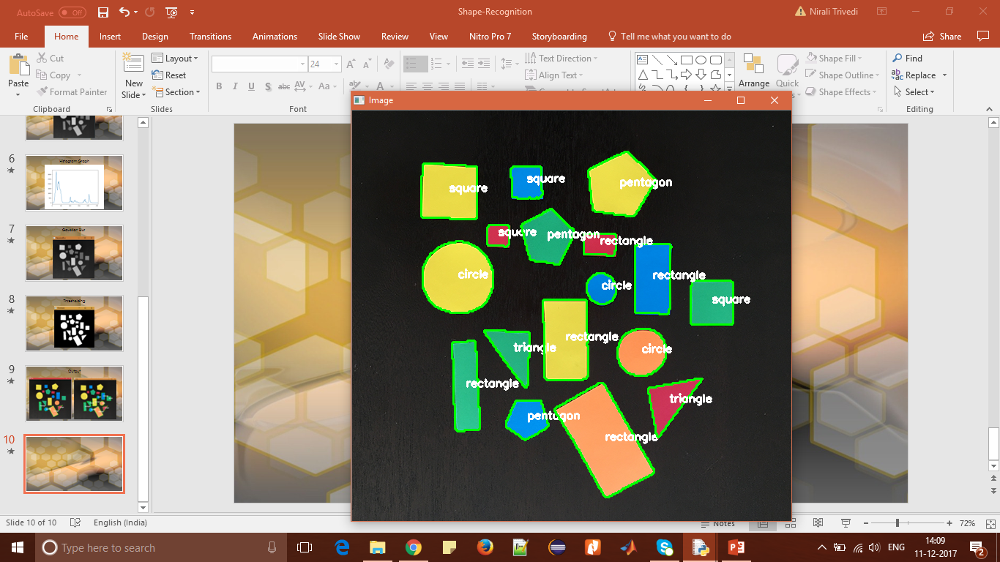 AutoSave Off
Shape-Recognition
Nirali Trivedi
File Home Insert Design Transitions Animations Slide Show Review View Nitro Pro 7 Storyboarding Tell me what you want to do Share
Paste
Cut
Copy
Format Painter
Clipboard
New Slide
Layout
Reset
Section
Slides
24
B I U S abc AV Aa A
Font
Text Direction
Align Text
Arrange
Quick
Shape Fill
Shape Outline
Shape Effects
Find
Replace
Select
Editing
6
Histogram Graph
7
Gaussian Blur
8
Thresholding
9
Output
10
Image
square
square
pentagon
square
pentagon
rectangle
circle
rectangle
circle
square
rectangle
triangle
circle
rectangle
triangle
pentagon
rectangle
Slide 10 of 10 English (India)
Notes
72%
Type here to search
ENG
14:09
11-12-2017
2